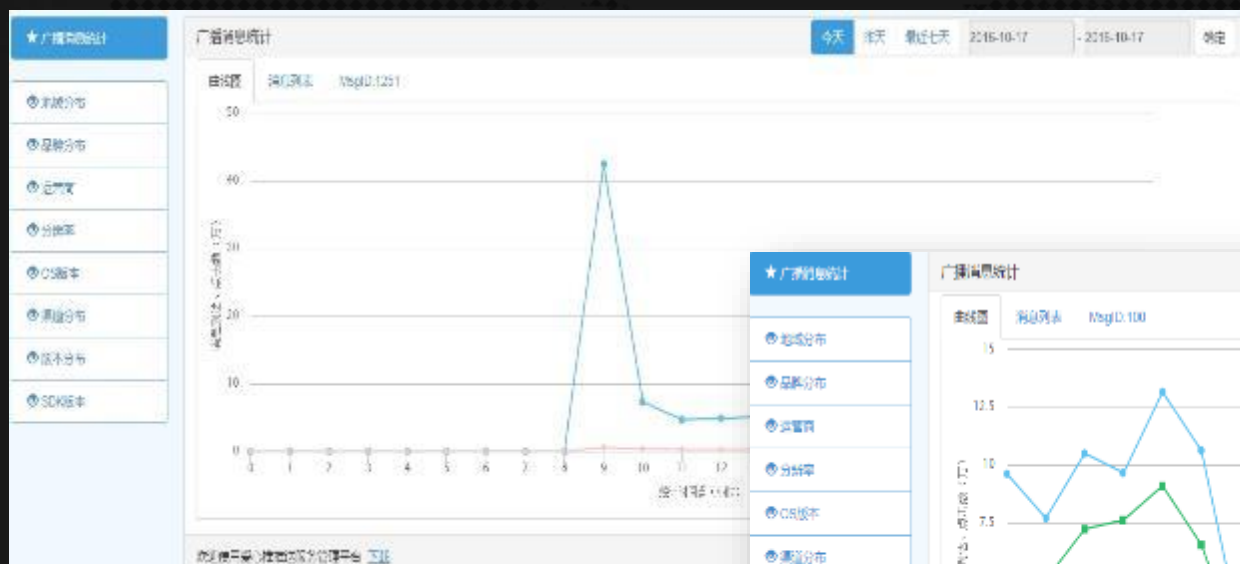 ★ 广播消息统计
地域分布
品牌分布
运营商
分辨率
OS版本
渠道分布
版本分布
SDK版本
广播消息统计
今天 昨天 最近七天 2016-10-17 - 2016-10-17 确定
曲线图 消息列表 MsgID:1251
50
40
30
20
10
0
0 1 2 3 4 5 6 7 8 9 10 11 12
下载
★ 广播消息统计
地域分布
品牌分布
运营商
分辨率
OS版本
渠道分布
广播消息统计
曲线图 消息列表 MsgID:100
15
12.5
10
7.5